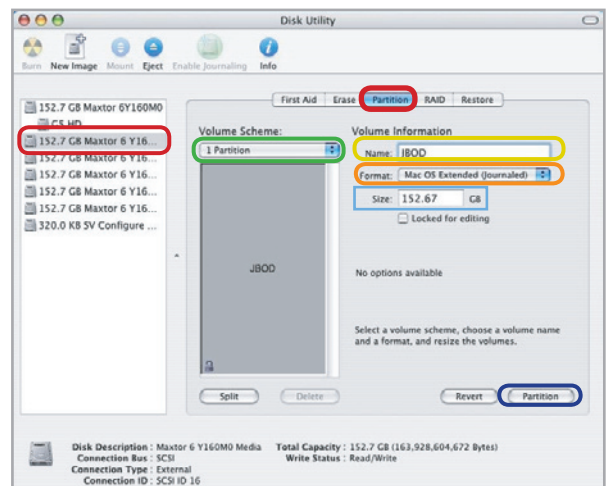 Disk Utility
Burn New Image Mount Eject Enable Journaling Info
152.7 GB Maxtor 6Y160M0
G5 HD
152.7 GB Maxtor 6 Y16...
152.7 GB Maxtor 6 Y16...
152.7 GB Maxtor 6 Y16...
152.7 GB Maxtor 6 Y16...
152.7 GB Maxtor 6 Y16...
320.0 KB SV Configure ...
First Aid Erase Partition RAID Restore
Volume Scheme:
1 Partition
JBOD
Split Delete
Volume Information
Name: JBOD
Format: Mac OS Extended (Journaled)
Size: 152.67 GB
Locked for editing
No options available
Select a volume scheme, choose a volume name
and a format, and resize the volumes.
Revert Partition
Disk Description : Maxtor 6 Y160M0 Media
Connection Bus : SCSI
Connection Type : External
Connection ID : SCSI ID 16
Total Capacity : 152.7 GB (163,928,604,672 Bytes)
Write Status : Read/Write